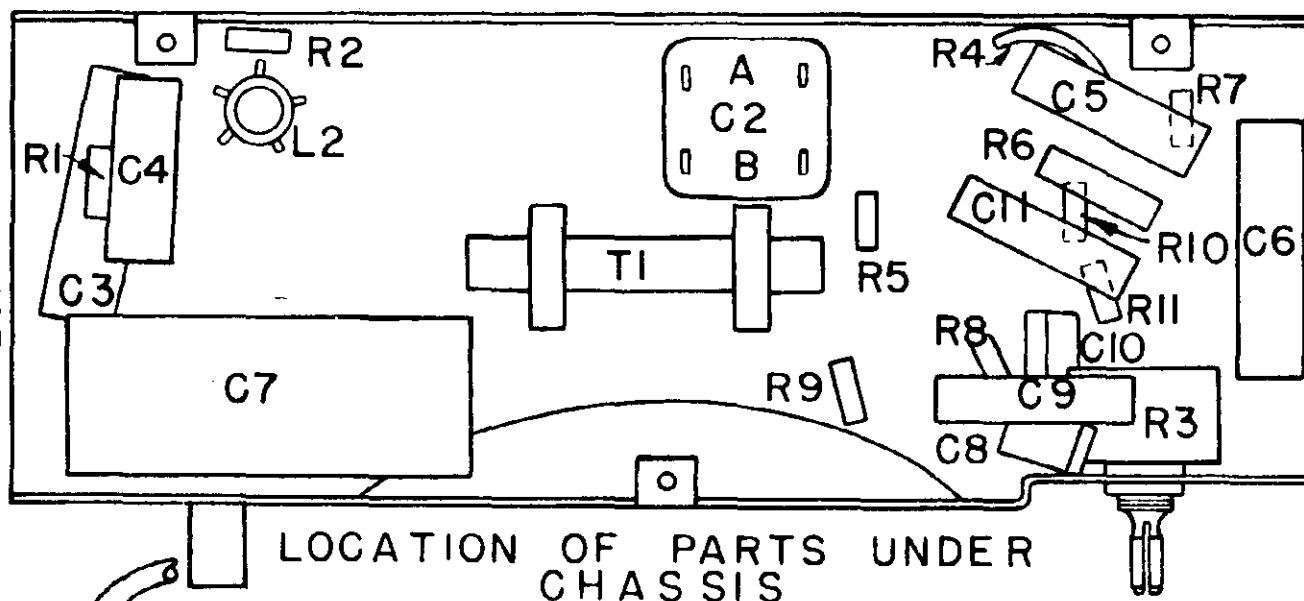 R2
R4
A
C5
R7
C2
L2
R1
C4
R6
B
C11
R10
C6
T1
R5
C3
R11
R8
C10
C7
R9
C9
R3
C8
LOCATION OF PARTS UNDER
CHASSIS